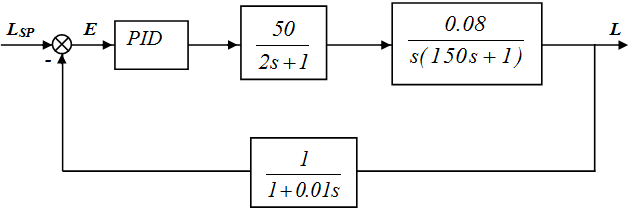 L_SP E PID 50/(2s+1) 0.08/(s(150s+1)) L
-
1/(1+0.01s)